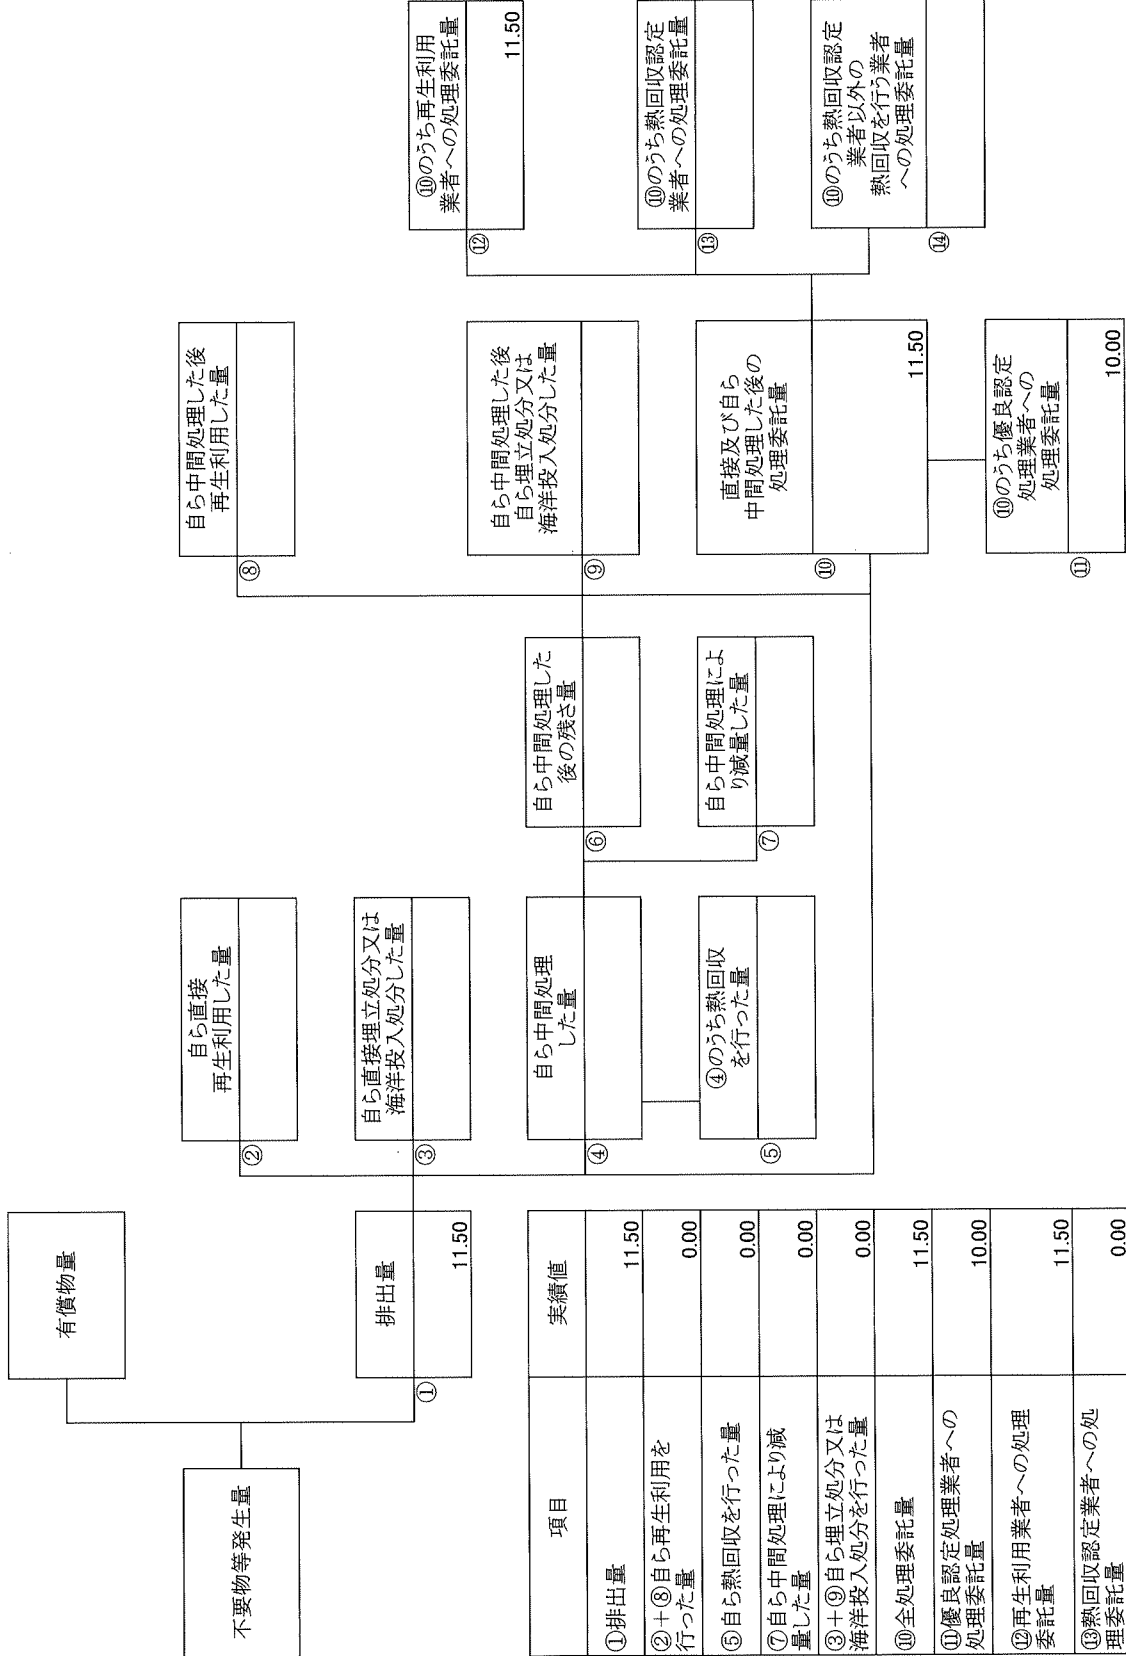 不要物等発生量
有償物量
排出量
①
11.50
自ら直接
再生利用した量
②
自ら直接埋立処分又は
海洋投入処分した量
③
自ら中間処理
した量
④
④のうち熱回収
を行った量
⑤
自ら中間処理した
後の残さ量
⑥
自ら中間処理によ
り減量した量
⑦
自ら中間処理した後
再生利用した量
⑧
自ら中間処理した後
自ら埋立処分又は
海洋投入処分した量
⑨
直接及び自ら
中間処理した後の
処理委託量
⑩
11.50
⑩のうち優良認定
処理業者への
処理委託量
⑪
10.00
⑩のうち再生利用
業者への処理委託量
⑫
11.50
⑩のうち熱回収認定
業者への処理委託量
⑬
⑩のうち熱回収認定
業者以外の
熱回収を行う業者
への処理委託量
⑭
項目 実績値
①排出量 11.50
②+⑧自ら再生利用を
行った量 0.00
⑤自ら熱回収を行った量 0.00
⑦自ら中間処理により減
量した量 0.00
③+⑨自ら埋立処分又は
海洋投入処分を行った量 0.00
⑩全処理委託量 11.50
⑪優良認定処理業者への
処理委託量 10.00
⑫再生利用業者への処理
委託量 11.50
⑬熱回収認定業者への処
理委託量 0.00